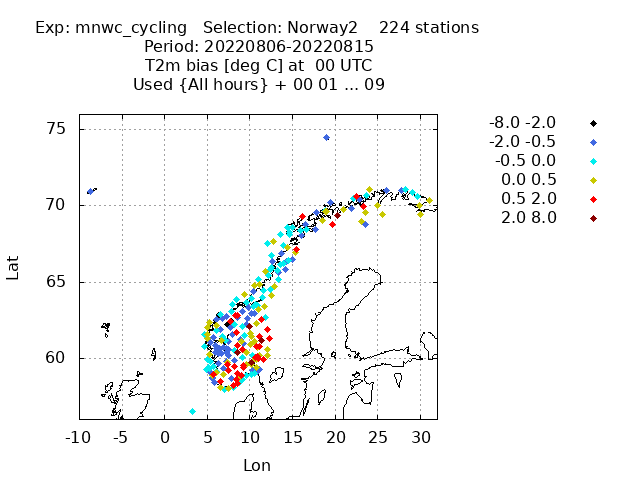 Exp: mnwc_cycling   Selection: Norway2    224 stations
Period: 20220806-20220815
T2m bias [deg C] at  00 UTC
Used {All hours} + 00 01 ... 09
75
70
65
60
-10 -5 0 5 10 15 20 25 30
Lat
Lon
-8.0 -2.0
-2.0 -0.5
-0.5 0.0
0.0 0.5
0.5 2.0
2.0 8.0